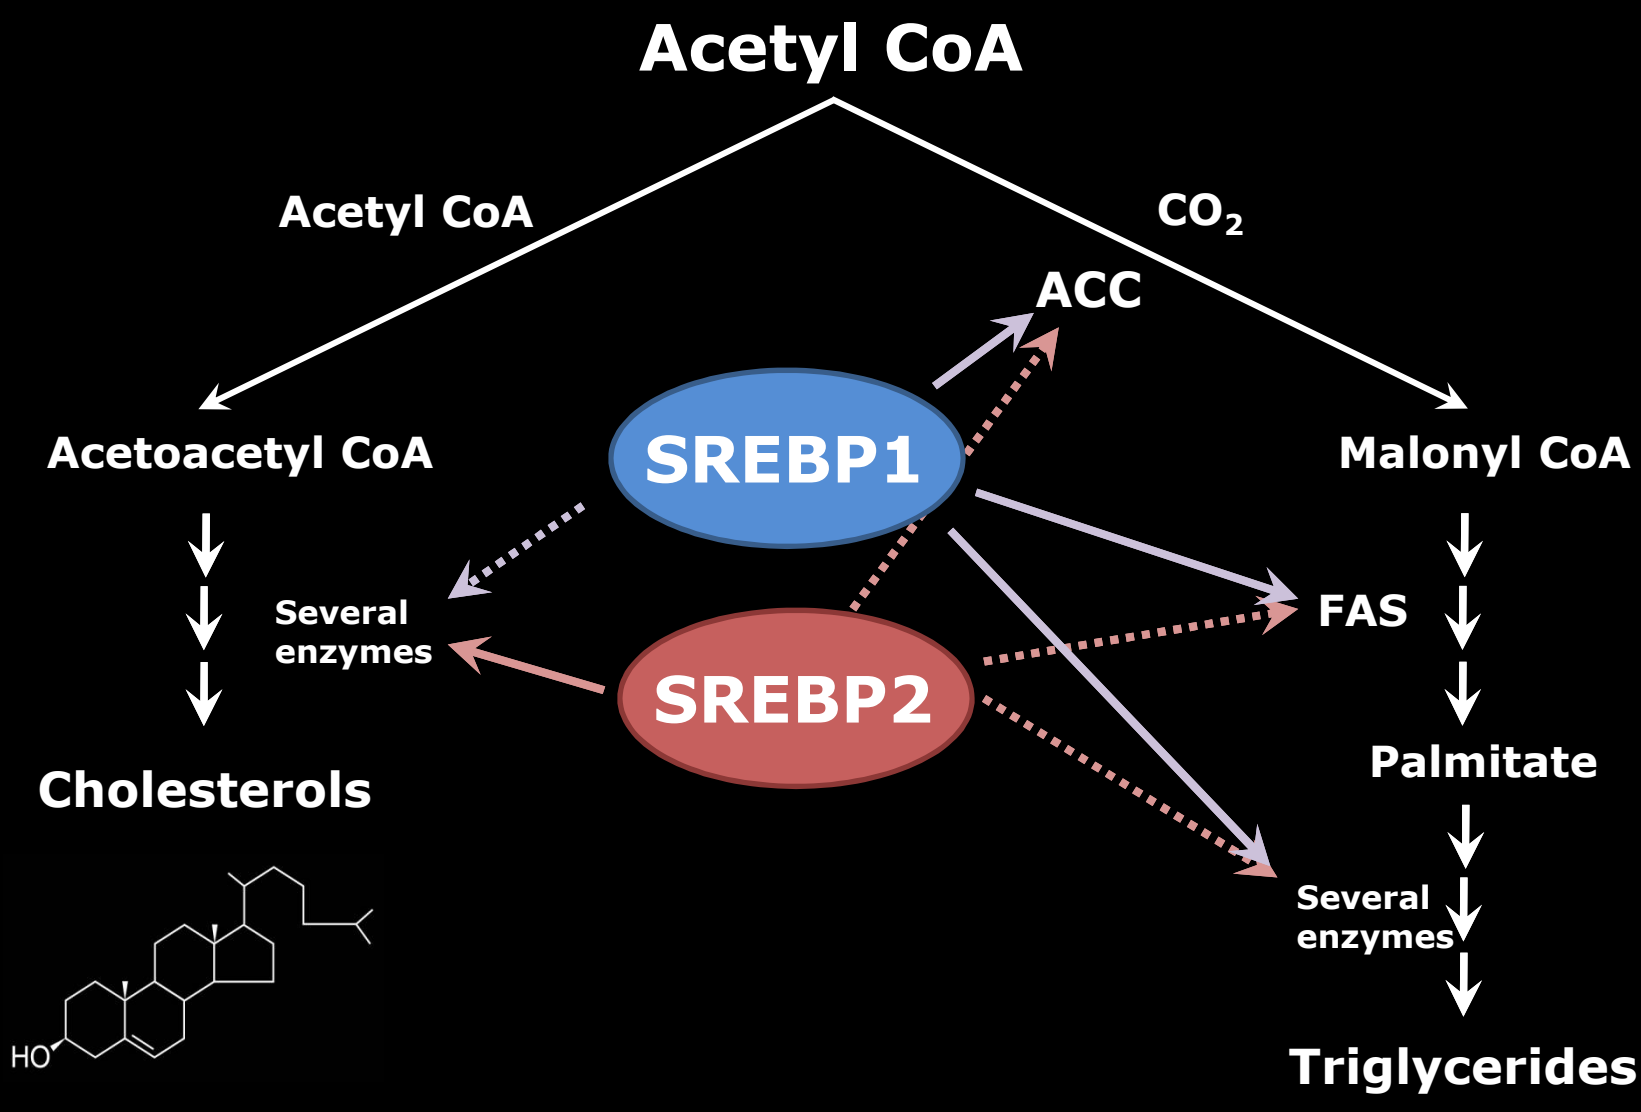 Acetyl CoA
Acetyl CoA
CO₂
ACC
Acetoacetyl CoA
SREBP1
Malonyl CoA
Several
enzymes
FAS
SREBP2
Palmitate
Cholesterols
Several
enzymes
HO
Triglycerides